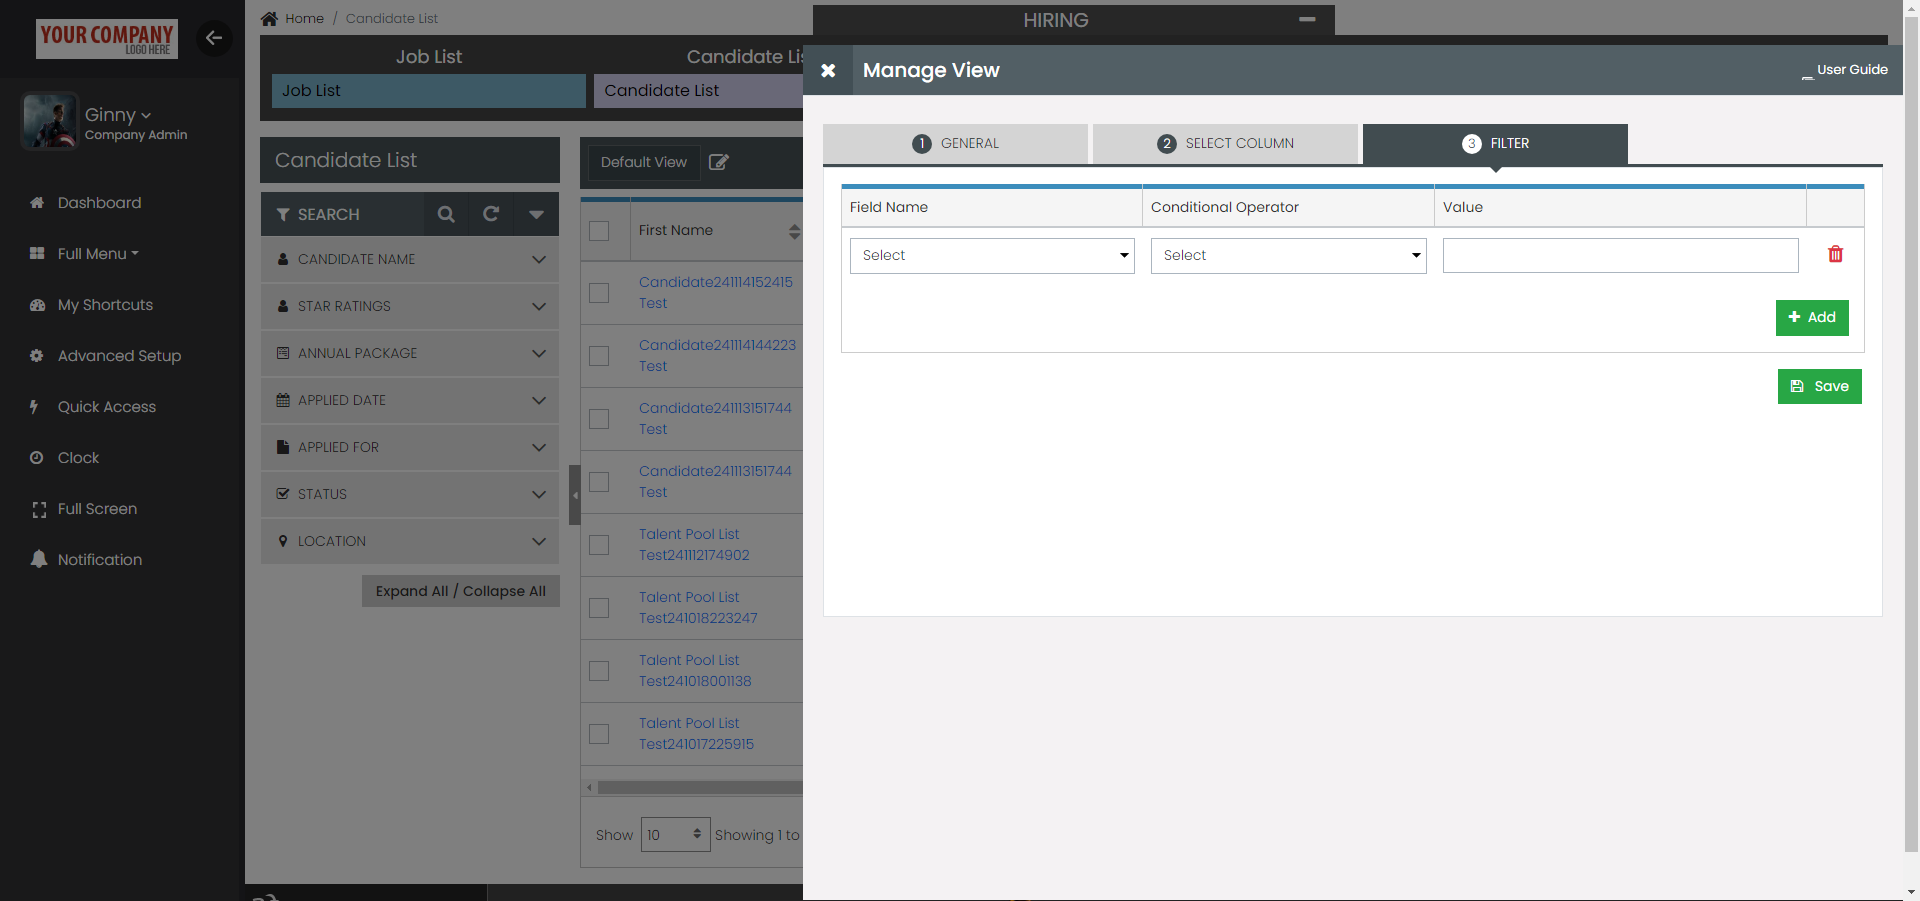 YOUR COMPANY
LOGO HERE
Ginny
Company Admin
Dashboard
Full Menu
My Shortcuts
Advanced Setup
Quick Access
Clock
Full Screen
Notification
Home / Candidate List
HIRING
Job List
Candidate Lis
Job List
Candidate List
Candidate List
SEARCH
CANDIDATE NAME
STAR RATINGS
ANNUAL PACKAGE
APPLIED DATE
APPLIED FOR
STATUS
LOCATION
Expand All / Collapse All
Default View
First Name
Candidate241114152415
Test
Candidate241114144223
Test
Candidate241113151744
Test
Candidate241113151744
Test
Talent Pool List
Test241112174902
Talent Pool List
Test241018223247
Talent Pool List
Test241018001138
Talent Pool List
Test241017225915
Show 10 Showing 1 to
Manage View
User Guide
1 GENERAL
2 SELECT COLUMN
3 FILTER
Field Name Conditional Operator Value
Select Select
+ Add
Save